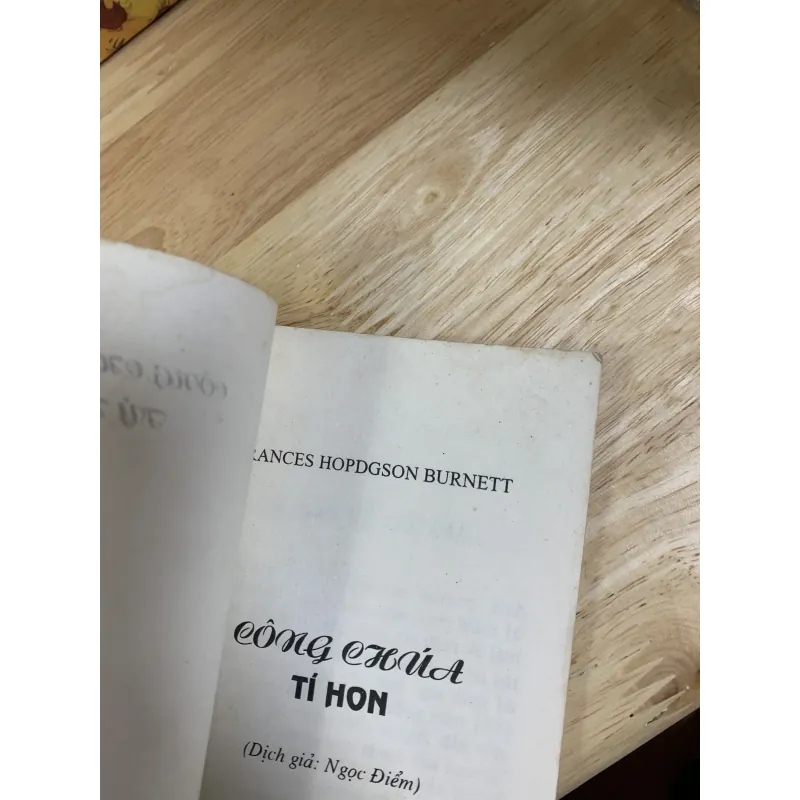 RANCES HOPDGSON BURNETT
CÔNG CHÚA
TÍ HON
(Dịch giả: Ngọc Điểm)